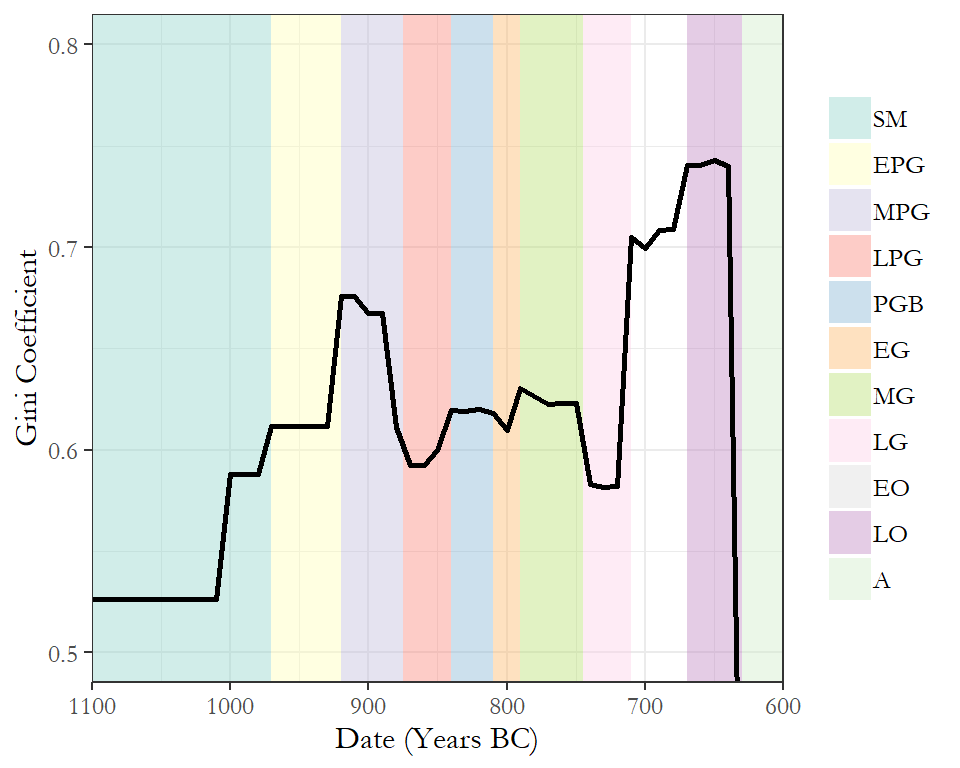 0.8
0.7
0.6
0.5
Gini Coefficient
1100 1000 900 800 700 600
Date (Years BC)
SM
EPG
MPG
LPG
PGB
EG
MG
LG
EO
LO
A